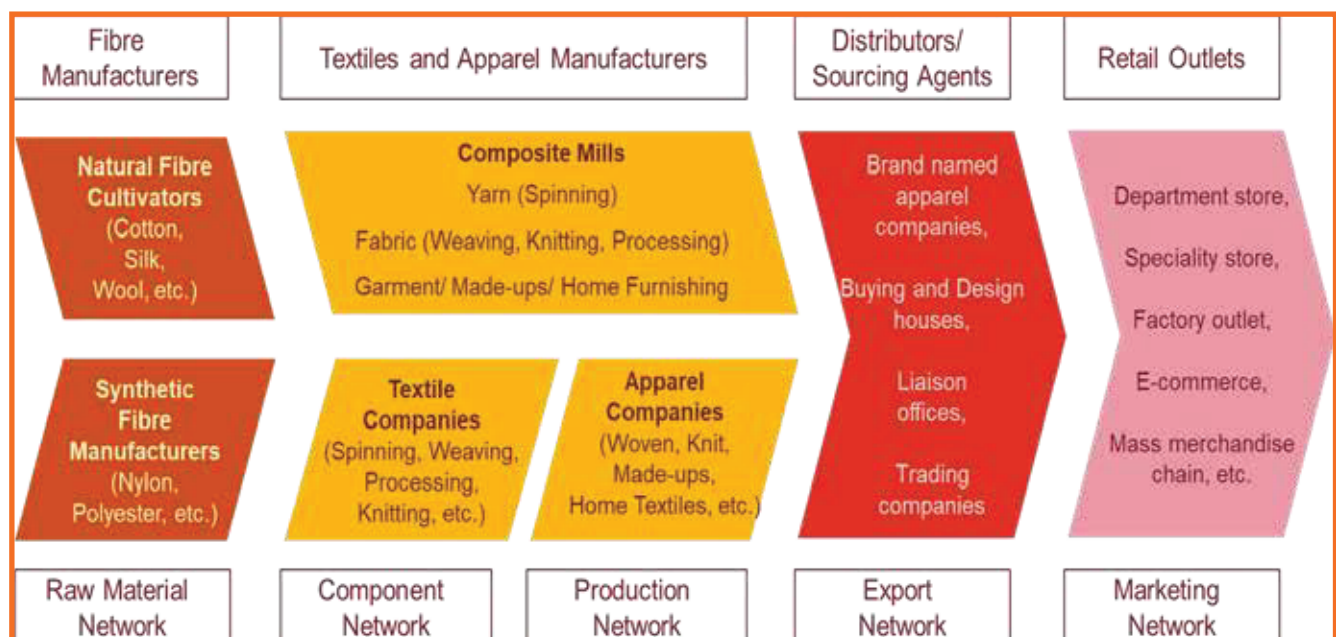 Fibre
Manufacturers
Textiles and Apparel Manufacturers
Distributors/
Sourcing Agents
Retail Outlets
Natural Fibre
Cultivators
(Cotton,
Silk,
Wool, etc.)
Composite Mills
Yarn (Spinning)
Fabric (Weaving, Knitting, Processing)
Garment/ Made-ups/ Home Furnishing
Synthetic
Fibre
Manufacturers
(Nylon,
Polyester, etc.)
Textile
Companies
(Spinning, Weaving,
Processing,
Knitting, etc.)
Apparel
Companies
(Woven, Knit,
Made-ups,
Home Textiles, etc.)
Brand named
apparel
companies,
Buying and Design
houses,
Liaison
offices,
Trading
companies
Department store,
Speciality store,
Factory outlet,
E-commerce,
Mass merchandise
chain, etc.
Raw Material
Network
Component
Network
Production
Network
Export
Network
Marketing
Network